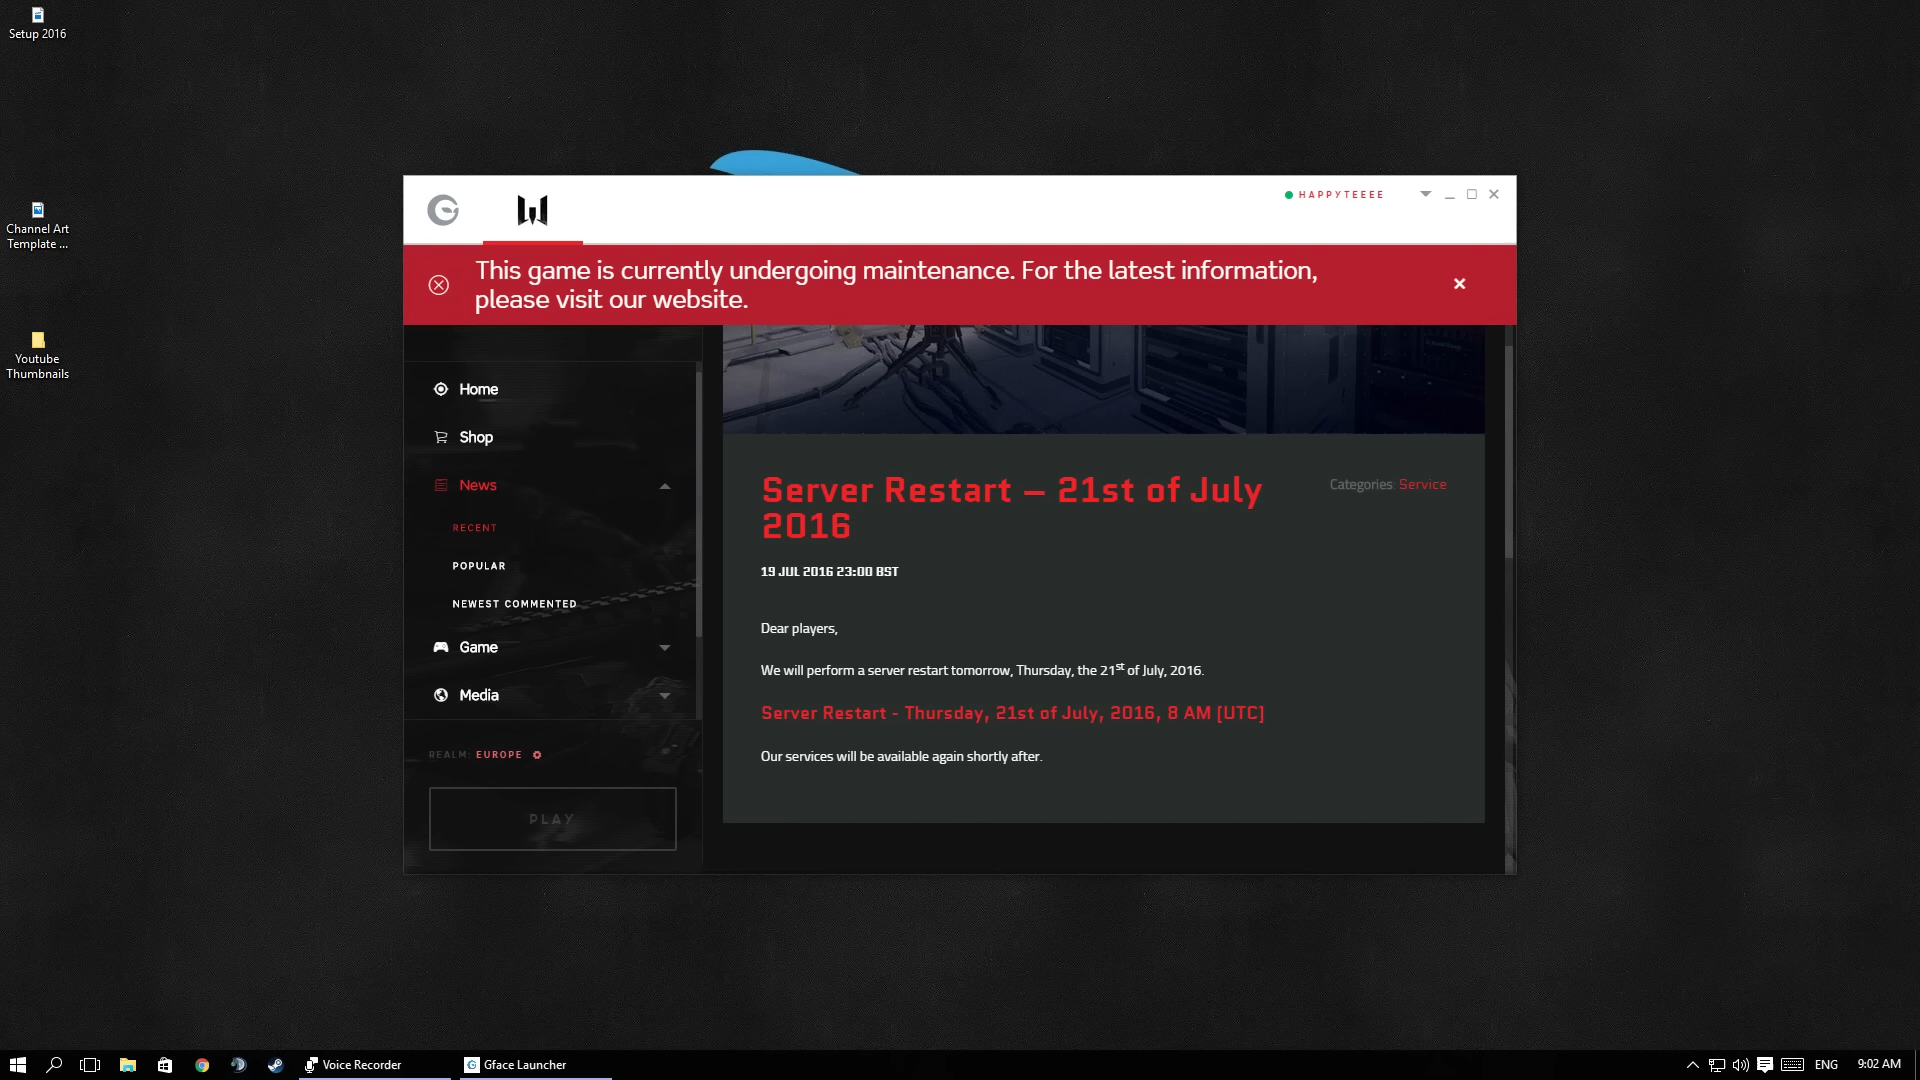 Setup 2016
Channel Art
Template ...
Youtube
Thumbnails
HAPPYTEEEE
This game is currently undergoing maintenance. For the latest information,
please visit our website.
Home
Shop
News
RECENT
POPULAR
NEWEST COMMENTED
Game
Media
REALM: EUROPE
PLAY
Server Restart – 21st of July
2016
Categories: Service
19 JUL 2016 23:00 BST
Dear players,
We will perform a server restart tomorrow, Thursday, the 21st of July, 2016.
Server Restart - Thursday, 21st of July, 2016, 8 AM [UTC]
Our services will be available again shortly after.
Voice Recorder
Gface Launcher
ENG
9:02 AM